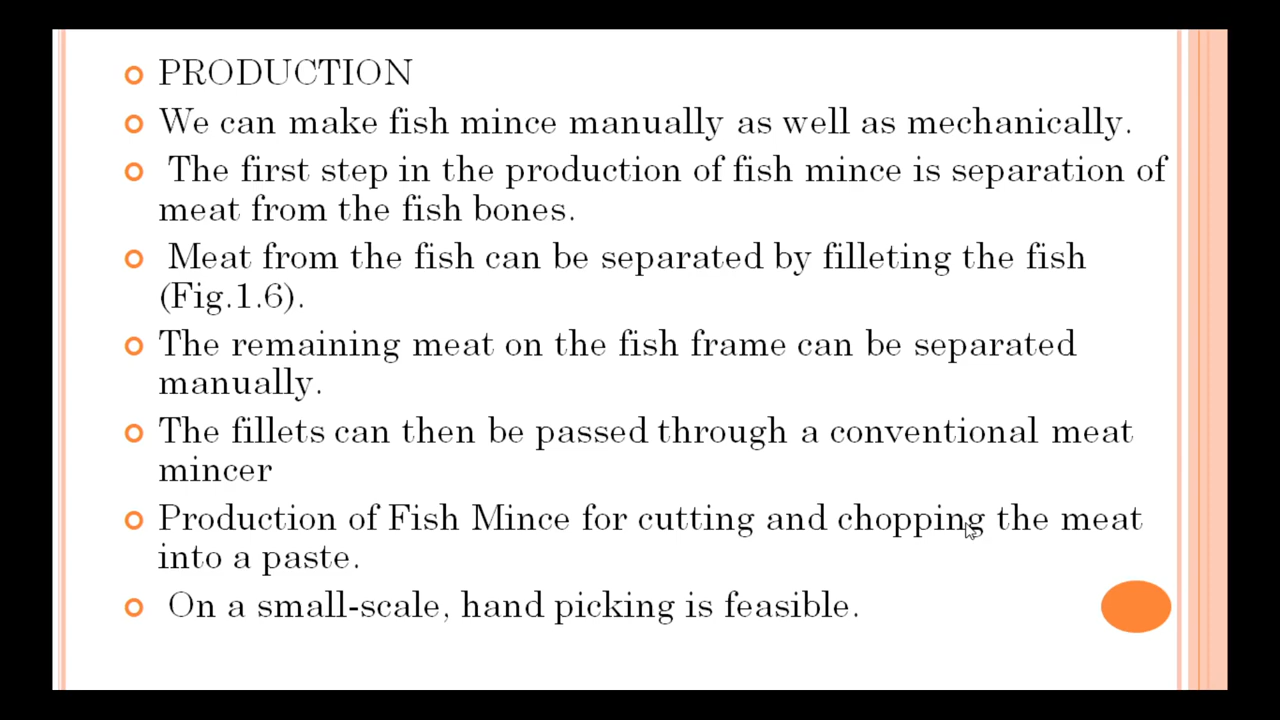 PRODUCTION
We can make fish mince manually as well as mechanically.
The first step in the production of fish mince is separation of
meat from the fish bones.
Meat from the fish can be separated by filleting the fish
(Fig.1.6).
The remaining meat on the fish frame can be separated
manually.
The fillets can then be passed through a conventional meat
mincer
Production of Fish Mince for cutting and chopping the meat
into a paste.
On a small-scale, hand picking is feasible.